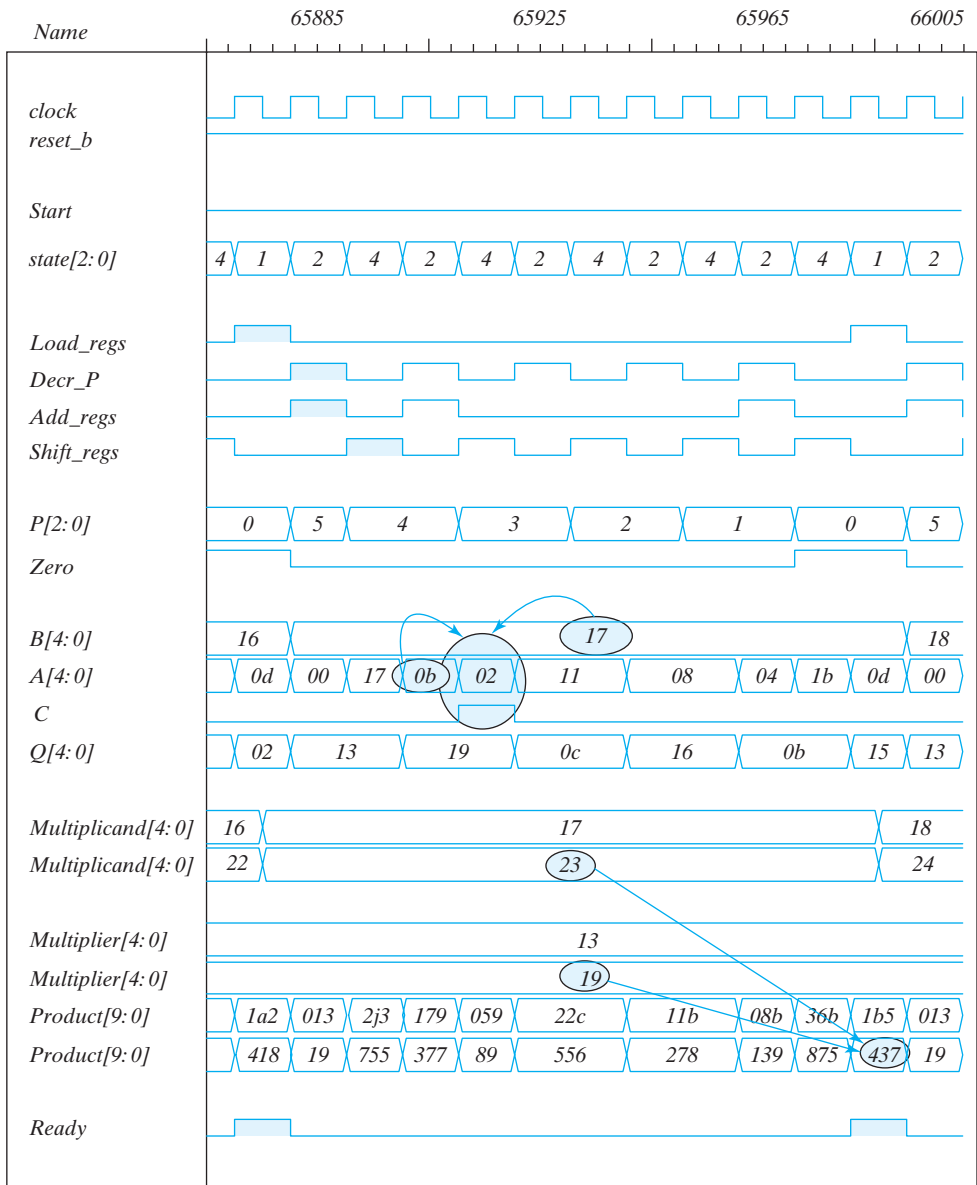 Name 65885 65925 65965 66005
clock
reset_b
Start
state[2:0] 4 1 2 4 2 4 2 4 2 4 2 4 1 2
Load_regs
Decr_P
Add_regs
Shift_regs
P[2:0] 0 5 4 3 2 1 0 5
Zero
B[4:0] 16 17 18
A[4:0] 0d 00 17 0b 02 11 08 04 1b 0d 00
C
Q[4:0] 02 13 19 0c 16 0b 15 13
Multiplicand[4:0] 16 17 18
Multiplicand[4:0] 22 23 24
Multiplier[4:0] 13
Multiplier[4:0] 19
Product[9:0] 1a2 013 2j3 179 059 22c 11b 08b 36b 1b5 013
Product[9:0] 418 19 755 377 89 556 278 139 875 437 19
Ready